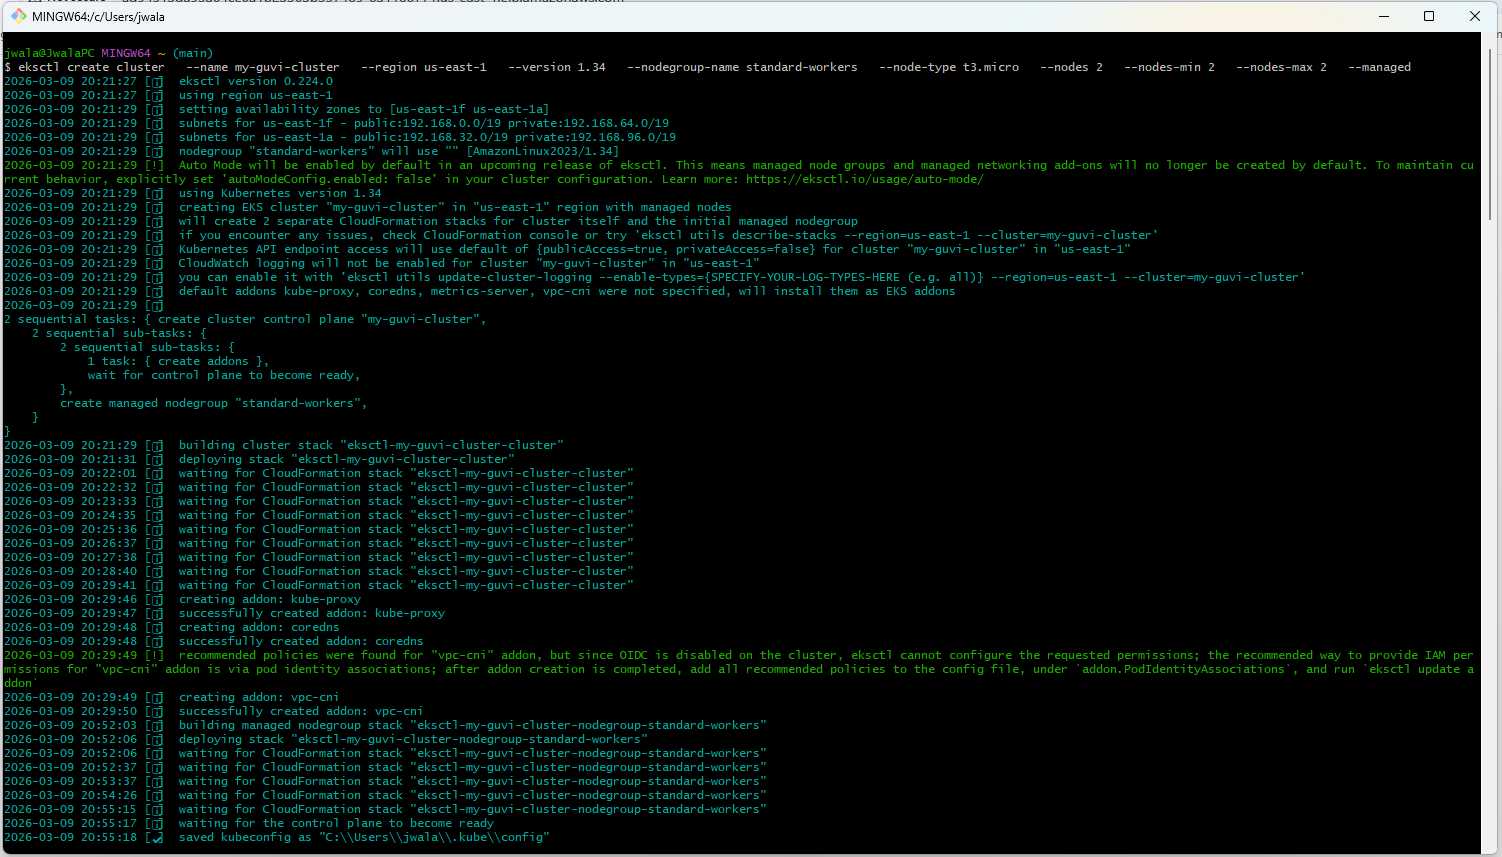 MINGW64:/c/Users/jwala
jwala@JwalaPC MINGW64 ~ (main)
$ eksctl create cluster   --name my-guvi-cluster   --region us-east-1   --version 1.34   --nodegroup-name standard-workers   --node-type t3.micro   --nodes 2   --nodes-min 2   --nodes-max 2   --managed
2026-03-09 20:21:27 [ℹ]  eksctl version 0.224.0
2026-03-09 20:21:27 [ℹ]  using region us-east-1
2026-03-09 20:21:29 [ℹ]  setting availability zones to [us-east-1f us-east-1a]
2026-03-09 20:21:29 [ℹ]  subnets for us-east-1f - public:192.168.0.0/19 private:192.168.64.0/19
2026-03-09 20:21:29 [ℹ]  subnets for us-east-1a - public:192.168.32.0/19 private:192.168.96.0/19
2026-03-09 20:21:29 [ℹ]  nodegroup "standard-workers" will use "" [AmazonLinux2023/1.34]
2026-03-09 20:21:29 [!]  Auto Mode will be enabled by default in an upcoming release of eksctl. This means managed node groups and managed networking add-ons will no longer be created by default. To maintain cu
rrent behavior, explicitly set 'autoModeConfig.enabled: false' in your cluster configuration. Learn more: https://eksctl.io/usage/auto-mode/
2026-03-09 20:21:29 [ℹ]  using Kubernetes version 1.34
2026-03-09 20:21:29 [ℹ]  creating EKS cluster "my-guvi-cluster" in "us-east-1" region with managed nodes
2026-03-09 20:21:29 [ℹ]  will create 2 separate CloudFormation stacks for cluster itself and the initial managed nodegroup
2026-03-09 20:21:29 [ℹ]  if you encounter any issues, check CloudFormation console or try 'eksctl utils describe-stacks --region=us-east-1 --cluster=my-guvi-cluster'
2026-03-09 20:21:29 [ℹ]  Kubernetes API endpoint access will use default of {publicAccess=true, privateAccess=false} for cluster "my-guvi-cluster" in "us-east-1"
2026-03-09 20:21:29 [ℹ]  CloudWatch logging will not be enabled for cluster "my-guvi-cluster" in "us-east-1"
2026-03-09 20:21:29 [ℹ]  you can enable it with 'eksctl utils update-cluster-logging --enable-types={SPECIFY-YOUR-LOG-TYPES-HERE (e.g. all)} --region=us-east-1 --cluster=my-guvi-cluster'
2026-03-09 20:21:29 [ℹ]  default addons kube-proxy, coredns, metrics-server, vpc-cni were not specified, will install them as EKS addons
2026-03-09 20:21:29 [ℹ]
2 sequential tasks: { create cluster control plane "my-guvi-cluster",
    2 sequential sub-tasks: {
        2 sequential sub-tasks: {
            1 task: { create addons },
            wait for control plane to become ready,
        },
        create managed nodegroup "standard-workers",
    }
}
2026-03-09 20:21:29 [ℹ]  building cluster stack "eksctl-my-guvi-cluster-cluster"
2026-03-09 20:21:31 [ℹ]  deploying stack "eksctl-my-guvi-cluster-cluster"
2026-03-09 20:22:01 [ℹ]  waiting for CloudFormation stack "eksctl-my-guvi-cluster-cluster"
2026-03-09 20:22:32 [ℹ]  waiting for CloudFormation stack "eksctl-my-guvi-cluster-cluster"
2026-03-09 20:23:33 [ℹ]  waiting for CloudFormation stack "eksctl-my-guvi-cluster-cluster"
2026-03-09 20:24:35 [ℹ]  waiting for CloudFormation stack "eksctl-my-guvi-cluster-cluster"
2026-03-09 20:25:36 [ℹ]  waiting for CloudFormation stack "eksctl-my-guvi-cluster-cluster"
2026-03-09 20:26:37 [ℹ]  waiting for CloudFormation stack "eksctl-my-guvi-cluster-cluster"
2026-03-09 20:27:38 [ℹ]  waiting for CloudFormation stack "eksctl-my-guvi-cluster-cluster"
2026-03-09 20:28:40 [ℹ]  waiting for CloudFormation stack "eksctl-my-guvi-cluster-cluster"
2026-03-09 20:29:41 [ℹ]  waiting for CloudFormation stack "eksctl-my-guvi-cluster-cluster"
2026-03-09 20:29:46 [ℹ]  creating addon: kube-proxy
2026-03-09 20:29:47 [ℹ]  successfully created addon: kube-proxy
2026-03-09 20:29:48 [ℹ]  creating addon: coredns
2026-03-09 20:29:48 [ℹ]  successfully created addon: coredns
2026-03-09 20:29:49 [!]  recommended policies were found for "vpc-cni" addon, but since OIDC is disabled on the cluster, eksctl cannot configure the requested permissions; the recommended way to provide IAM per
missions for "vpc-cni" addon is via pod identity associations; after addon creation is completed, add all recommended policies to the config file, under `addon.PodIdentityAssociations`, and run `eksctl update a
ddon`
2026-03-09 20:29:49 [ℹ]  creating addon: vpc-cni
2026-03-09 20:29:50 [ℹ]  successfully created addon: vpc-cni
2026-03-09 20:52:03 [ℹ]  building managed nodegroup stack "eksctl-my-guvi-cluster-nodegroup-standard-workers"
2026-03-09 20:52:06 [ℹ]  deploying stack "eksctl-my-guvi-cluster-nodegroup-standard-workers"
2026-03-09 20:52:06 [ℹ]  waiting for CloudFormation stack "eksctl-my-guvi-cluster-nodegroup-standard-workers"
2026-03-09 20:52:37 [ℹ]  waiting for CloudFormation stack "eksctl-my-guvi-cluster-nodegroup-standard-workers"
2026-03-09 20:53:37 [ℹ]  waiting for CloudFormation stack "eksctl-my-guvi-cluster-nodegroup-standard-workers"
2026-03-09 20:54:26 [ℹ]  waiting for CloudFormation stack "eksctl-my-guvi-cluster-nodegroup-standard-workers"
2026-03-09 20:55:15 [ℹ]  waiting for CloudFormation stack "eksctl-my-guvi-cluster-nodegroup-standard-workers"
2026-03-09 20:55:17 [ℹ]  waiting for the control plane to become ready
2026-03-09 20:55:18 [✔]  saved kubeconfig as "C:\\Users\\jwala\\.kube\\config"